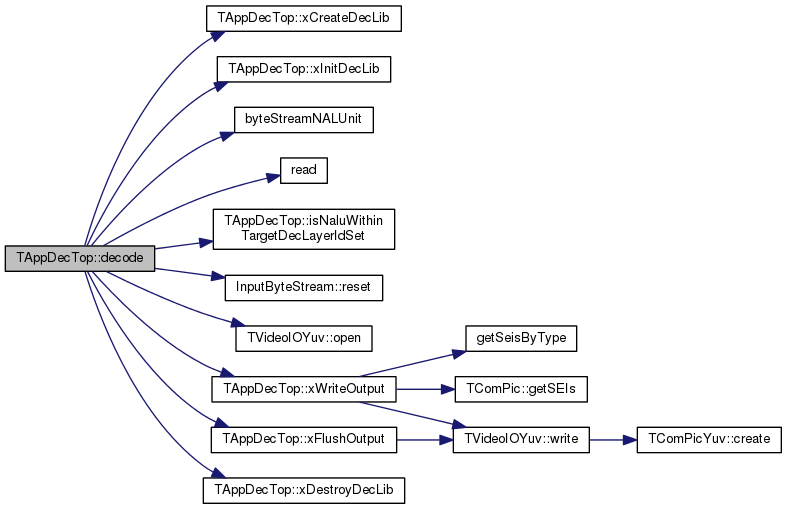 TAppDecTop::xCreateDecLib
TAppDecTop::xInitDecLib
byteStreamNALUnit
read
TAppDecTop::isNaluWithin
TargetDecLayerIdSet
TAppDecTop::decode
InputByteStream::reset
TVideoIOYuv::open
getSeisByType
TAppDecTop::xWriteOutput
TComPic::getSEIs
TAppDecTop::xFlushOutput
TVideoIOYuv::write
TComPicYuv::create
TAppDecTop::xDestroyDecLib